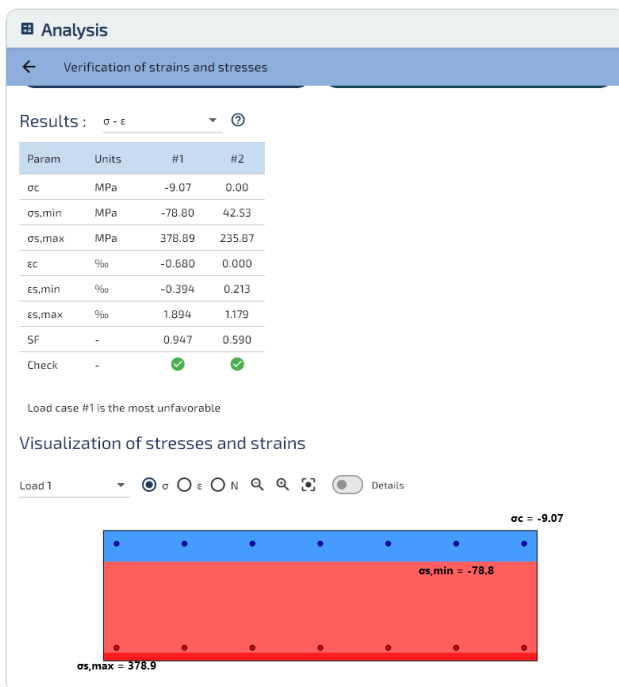 Analysis
Verification of strains and stresses
Results : σ - ε
Param Units #1 #2
σc MPa -9.07 0.00
σs,min MPa -78.80 42.53
σs,max MPa 378.89 235.87
εc ‰ -0.680 0.000
εs,min ‰ -0.394 0.213
εs,max ‰ 1.894 1.179
SF - 0.947 0.590
Check -
Load case #1 is the most unfavorable
Visualization of stresses and strains
Load 1 σ ε N Details
σc = -9.07
σs,min = -78.8
σs,max = 378.9